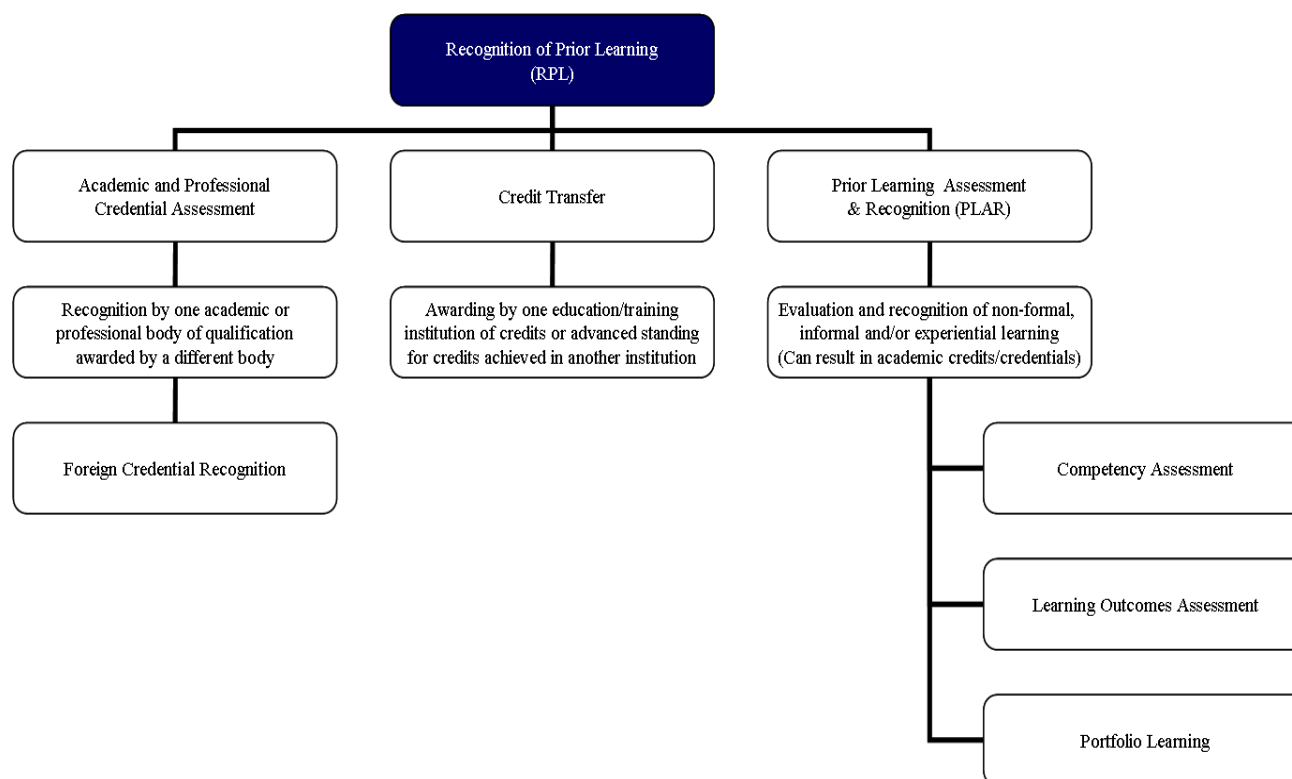 Recognition of Prior Learning
(RPL)
Academic and Professional
Credential Assessment
Credit Transfer
Prior Learning Assessment
& Recognition (PLAR)
Recognition by one academic or
professional body of qualification
awarded by a different body
Awarding by one education/training
institution of credits or advanced standing
for credits achieved in another institution
Evaluation and recognition of non-formal,
informal and/or experiential learning
(Can result in academic credits/credentials)
Foreign Credential Recognition
Competency Assessment
Learning Outcomes Assessment
Portfolio Learning